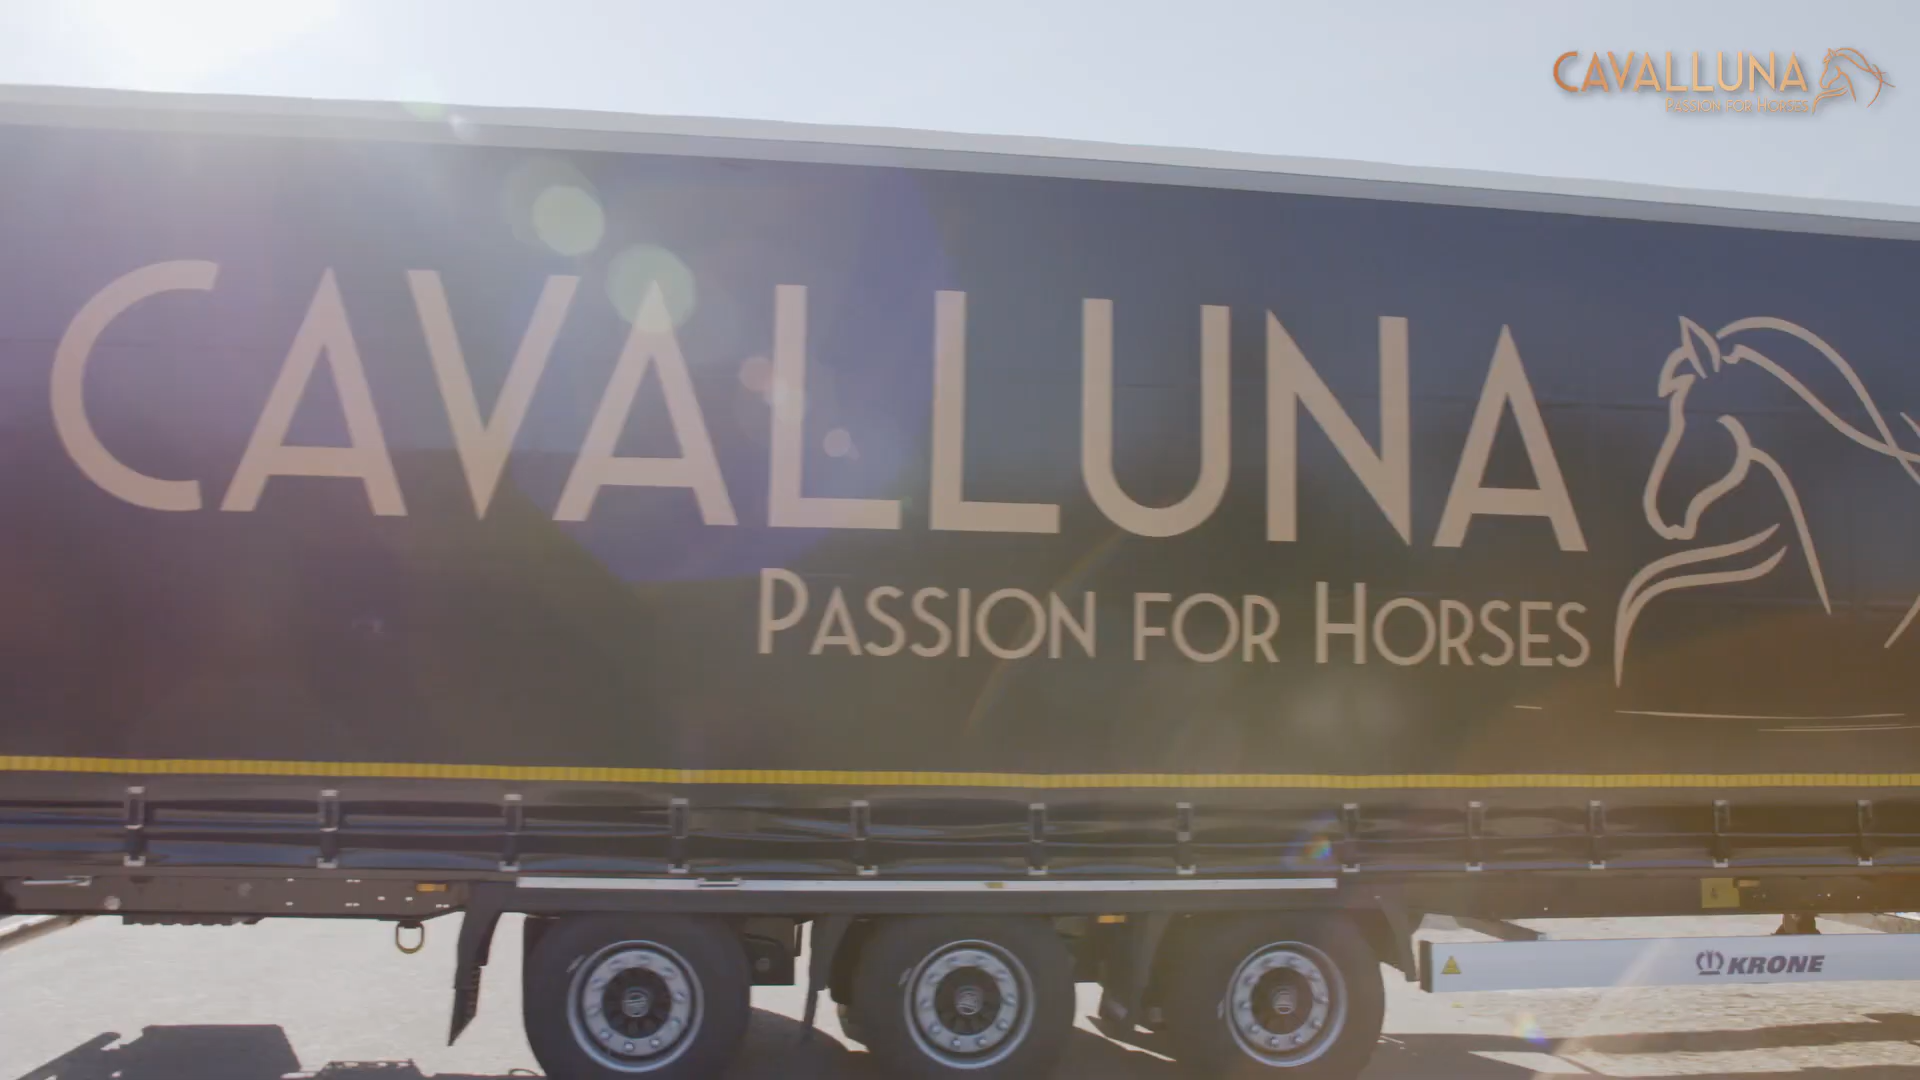 CAVALLUNA
PASSION FOR HORSES
CAVALLUNA
PASSION FOR HORSES
KRONE